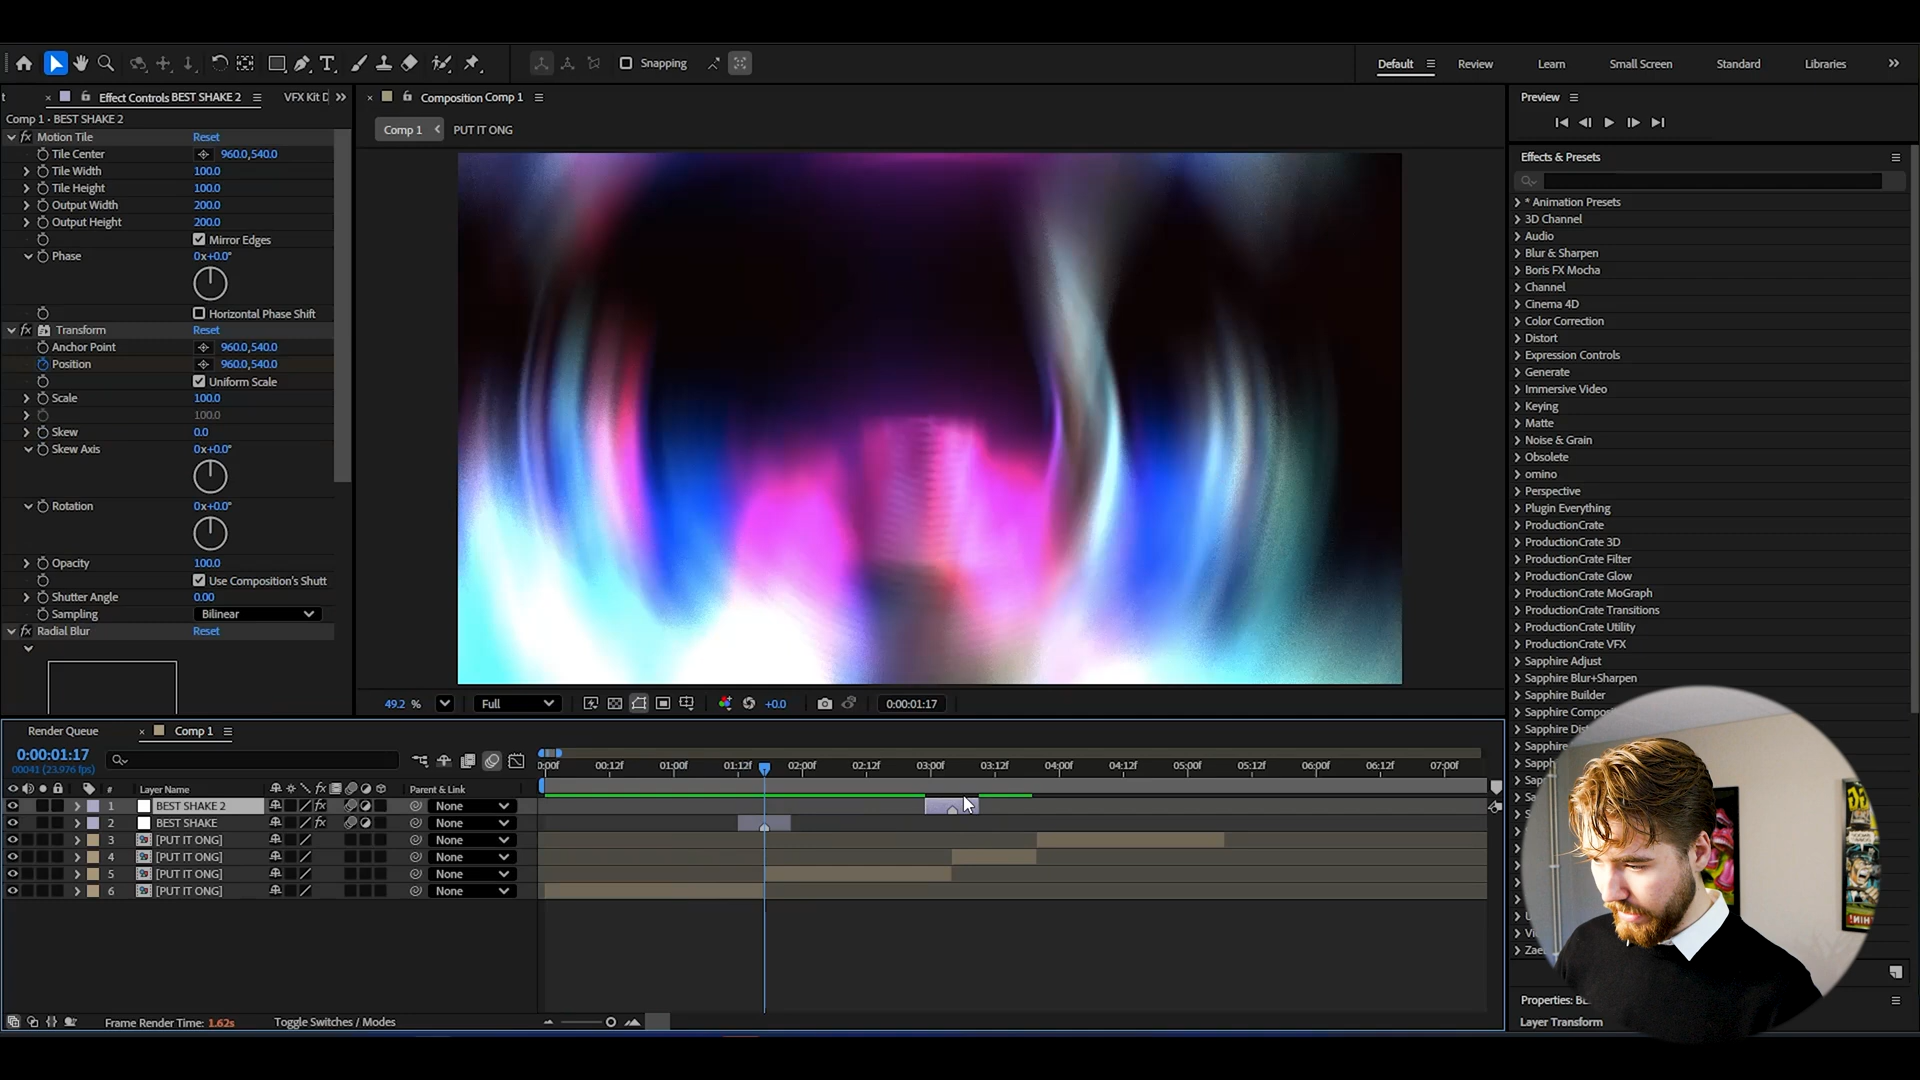 Snapping
Default
Review
Learn
Small Screen
Standard
Libraries
Effect Controls BEST SHAKE 2
VFX Kit D
Comp 1 • BEST SHAKE 2
Motion Tile Reset
Tile Center 960.0,540.0
Tile Width 100.0
Tile Height 100.0
Output Width 200.0
Output Height 200.0
Mirror Edges
Phase 0x+0.0°
Horizontal Phase Shift
Transform Reset
Anchor Point 960.0,540.0
Position 960.0,540.0
Uniform Scale
Scale 100.0
100.0
Skew 0.0
Skew Axis 0x+0.0°
Rotation 0x+0.0°
Opacity 100.0
Use Composition's Shutt
Shutter Angle 0.00
Sampling Bilinear
Radial Blur Reset
Composition Comp 1
Comp 1
PUT IT ONG
49.2 %
Full
+0.0
0:00:01:17
Preview
Effects & Presets
* Animation Presets
3D Channel
Audio
Blur & Sharpen
Boris FX Mocha
Channel
Cinema 4D
Color Correction
Distort
Expression Controls
Generate
Immersive Video
Keying
Matte
Noise & Grain
Obsolete
omino
Perspective
Plugin Everything
ProductionCrate
ProductionCrate 3D
ProductionCrate Filter
ProductionCrate Glow
ProductionCrate MoGraph
ProductionCrate Transitions
ProductionCrate Utility
ProductionCrate VFX
Sapphire Adjust
Sapphire Blur+Sharpen
Sapphire Builder
Sapphire Compos
Sapphire Dis
Sapphire
Sapp
Sap
Zae
Properties: BE
Layer Transform
Render Queue
Comp 1
0:00:01:17
00041 (23.976 fps)
0:00f 00:12f 01:00f 01:12f 02:00f 02:12f 03:00f 03:12f 04:00f 04:12f 05:00f 05:12f 06:00f 06:12f 07:00f
# Layer Name fx Parent & Link
1 BEST SHAKE 2 fx None
2 BEST SHAKE fx None
3 [PUT IT ONG] None
4 [PUT IT ONG] None
5 [PUT IT ONG] None
6 [PUT IT ONG] None
Frame Render Time: 1.62s
Toggle Switches / Modes